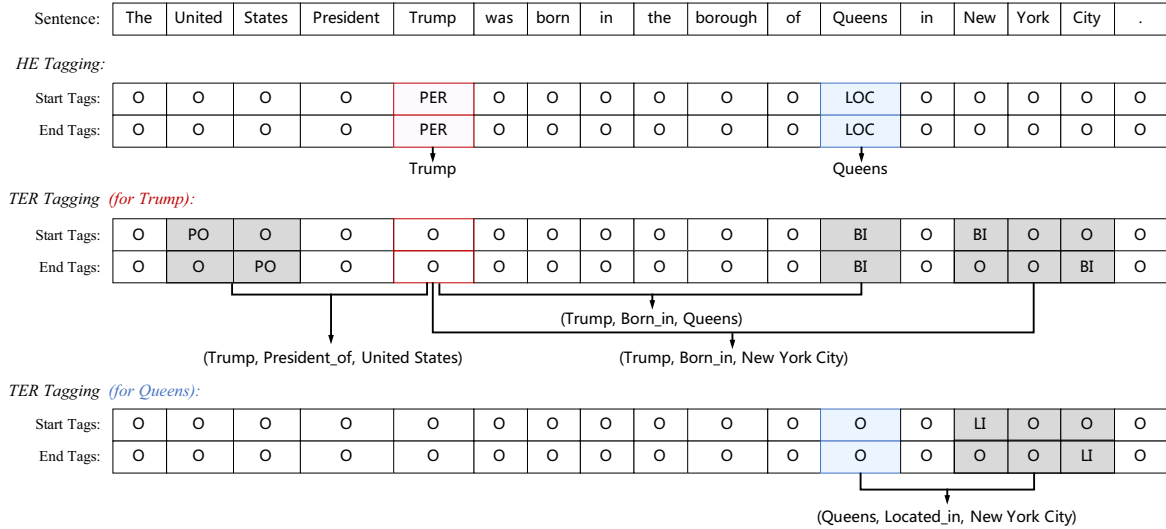 Sentence: The United States President Trump was born in the borough of Queens in New York City .
HE Tagging:
Start Tags: O O O O PER O O O O O O LOC O O O O O
End Tags: O O O O PER O O O O O O LOC O O O O O
Trump Queens
TER Tagging (for Trump):
Start Tags: O PO O O O O O O O O O BI O BI O O O
End Tags: O O PO O O O O O O O O BI O O O BI O
(Trump, Born_in, Queens)
(Trump, President_of, United States) (Trump, Born_in, New York City)
TER Tagging (for Queens):
Start Tags: O O O O O O O O O O O O O LI O O O
End Tags: O O O O O O O O O O O O O O O LI O
(Queens, Located_in, New York City)